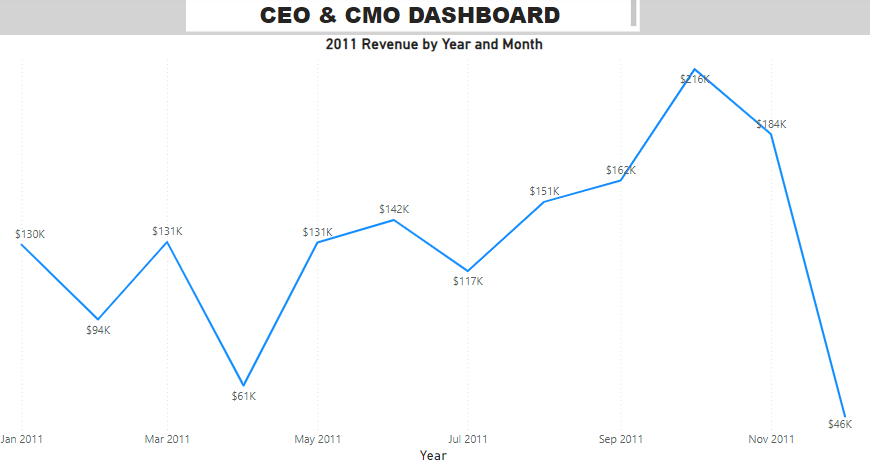 CEO & CMO DASHBOARD
2011 Revenue by Year and Month
$216K
$184K
$162K
$151K
$142K
$130K
$131K
$131K
$117K
$94K
$61K
$46K
Jan 2011
Mar 2011
May 2011
Jul 2011
Sep 2011
Nov 2011
Year